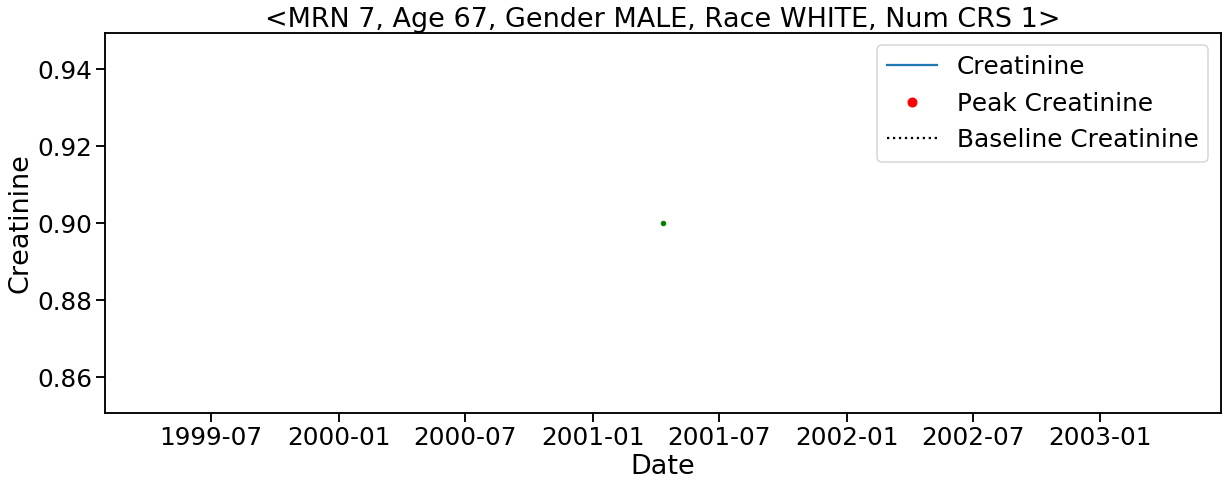 <MRN 7, Age 67, Gender MALE, Race WHITE, Num CRS 1>
Creatinine
Peak Creatinine
Baseline Creatinine
Creatinine
0.94
0.92
0.90
0.88
0.86
1999-07 2000-01 2000-07 2001-01 2001-07 2002-01 2002-07 2003-01
Date